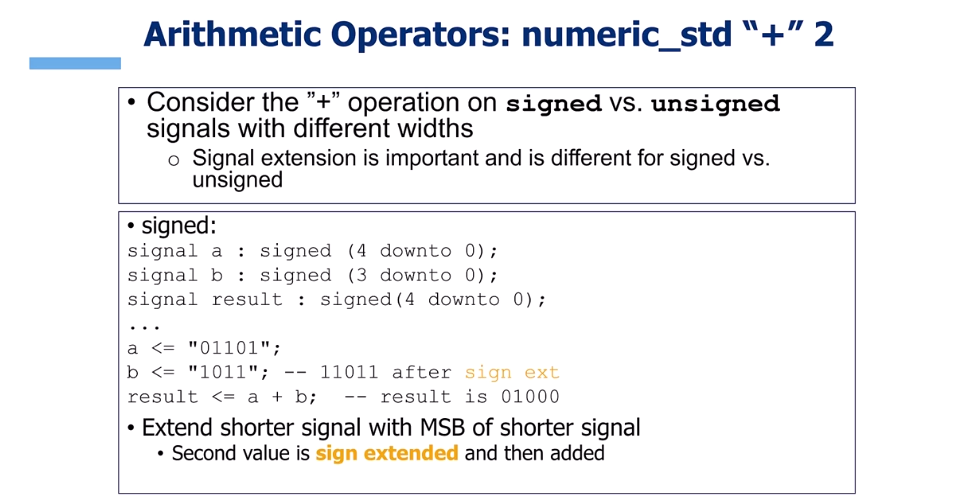 Arithmetic Operators: numeric_std “+” 2
• Consider the ”+” operation on signed vs. unsigned
signals with different widths
o Signal extension is important and is different for signed vs.
unsigned
• signed:
signal a : signed (4 downto 0);
signal b : signed (3 downto 0);
signal result : signed(4 downto 0);
...
a <= "01101";
b <= "1011"; -- 11011 after sign ext
result <= a + b;  -- result is 01000
• Extend shorter signal with MSB of shorter signal
• Second value is sign extended and then added